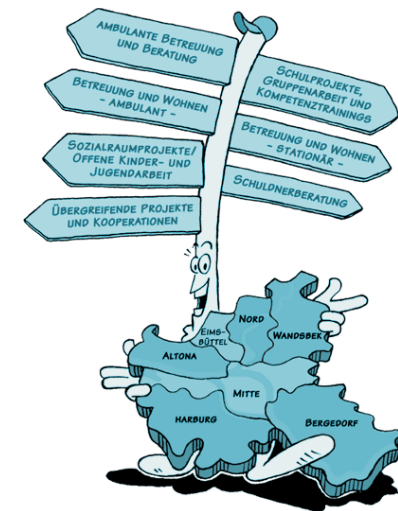 AMBULANTE BETREUUNG
UND BERATUNG
SCHULPROJEKTE,
GRUPPENARBEIT UND
KOMPETENZTRAININGS
BETREUUNG UND WOHNEN
- AMBULANT -
BETREUUNG UND WOHNEN
- STATIONÄR -
SOZIALRAUMPROJEKTE/
OFFENE KINDER- UND
JUGENDARBEIT
SCHULDNERBERATUNG
ÜBERGREIFENDE PROJEKTE
UND KOOPERATIONEN
EIMS-
BÜTTEL
NORD
WANDSBEK
ALTONA
MITTE
HARBURG
BERGEDORF